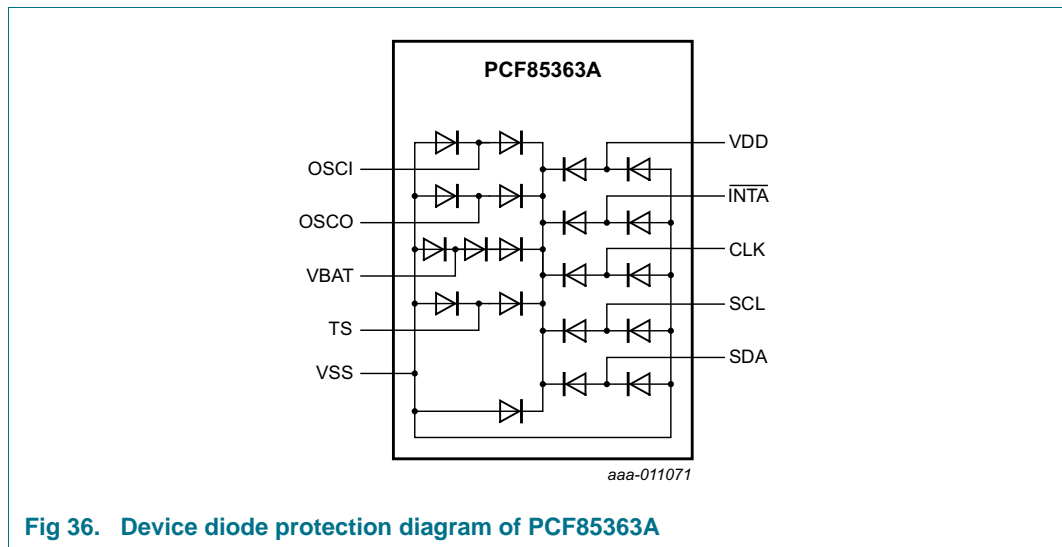 PCF85363A
OSCI
OSCO
VBAT
TS
VSS
VDD
INTA
CLK
SCL
SDA
aaa-011071
Fig 36. Device diode protection diagram of PCF85363A